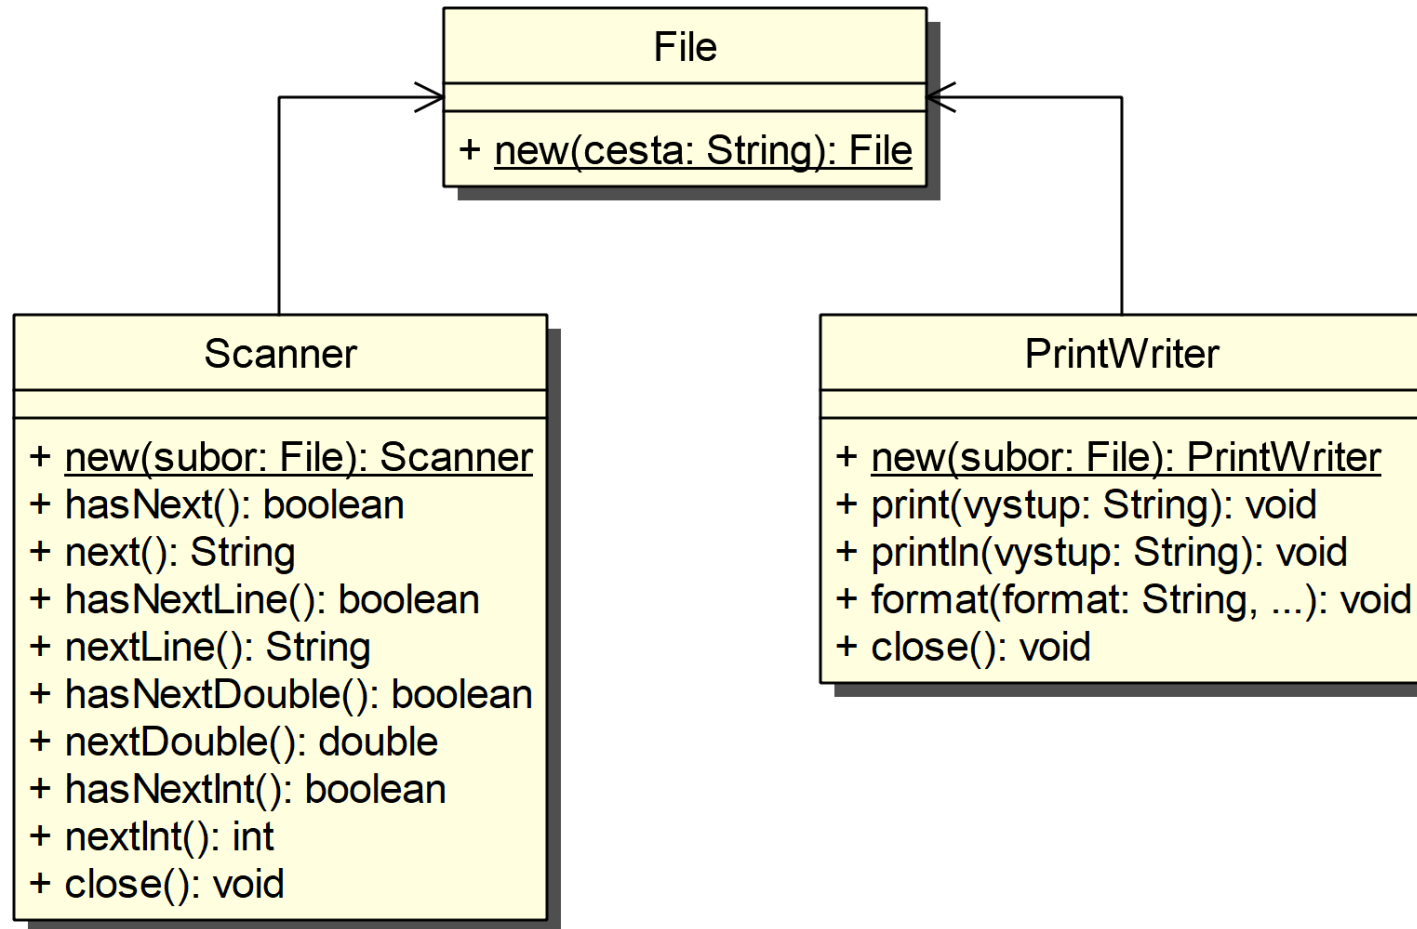 File
+ new(cesta: String): File
Scanner
+ new(subor: File): Scanner
+ hasNext(): boolean
+ next(): String
+ hasNextLine(): boolean
+ nextLine(): String
+ hasNextDouble(): boolean
+ nextDouble(): double
+ hasNextInt(): boolean
+ nextInt(): int
+ close(): void
PrintWriter
+ new(subor: File): PrintWriter
+ print(vystup: String): void
+ println(vystup: String): void
+ format(format: String, ...): void
+ close(): void